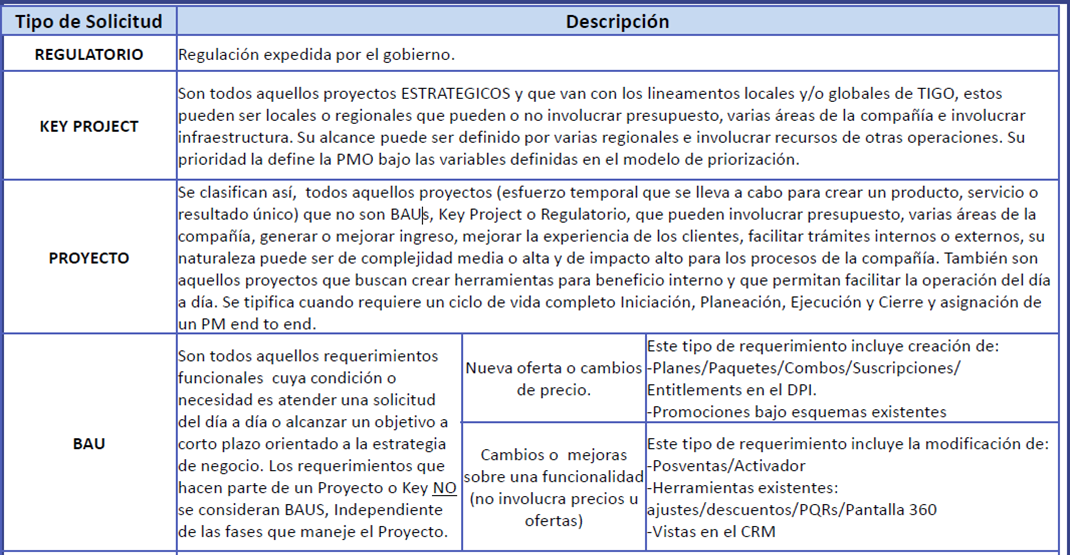 Tipo de Solicitud
Descripción
REGULATORIO
Regulación expedida por el gobierno.
KEY PROJECT
Son todos aquellos proyectos ESTRATEGICOS y que van con los lineamentos locales y/o globales de TIGO, estos
pueden ser locales o regionales que pueden o no involucrar presupuesto, varias áreas de la compañía e involucrar
infraestructura. Su alcance puede ser definido por varias regionales e involucrar recursos de otras operaciones. Su
prioridad la define la PMO bajo las variables definidas en el modelo de priorización.
PROYECTO
Se clasifican así,  todos aquellos proyectos (esfuerzo temporal que se lleva a cabo para crear un producto, servicio o
resultado único) que no son BAUs, Key Project o Regulatorio, que pueden involucrar presupuesto, varias áreas de la
compañía, generar o mejorar ingreso, mejorar la experiencia de los clientes, facilitar trámites internos o externos, su
naturaleza puede ser de complejidad media o alta y de impacto alto para los procesos de la compañía. También son
aquellos proyectos que buscan crear herramientas para beneficio interno y que permitan facilitar la operación del día
a día. Se tipifica cuando requiere un ciclo de vida completo Iniciación, Planeación, Ejecución y Cierre y asignación de
un PM end to end.
BAU
Son todos aquellos requerimientos
funcionales  cuya condición o
necesidad es atender una solicitud
del día a día o alcanzar un objetivo a
corto plazo orientado a la estrategia
de negocio. Los requerimientos que
hacen parte de un Proyecto o Key NO
se consideran BAUS, Independiente
de las fases que maneje el Proyecto.
Nueva oferta o cambios
de precio.
Este tipo de requerimiento incluye creación de:
-Planes/Paquetes/Combos/Suscripciones/
Entitlements en el DPI.
-Promociones bajo esquemas existentes
Cambios o  mejoras
sobre una funcionalidad
(no involucra precios u
ofertas)
Este tipo de requerimiento incluye la modificación de:
-Posventas/Activador
-Herramientas existentes:
ajustes/descuentos/PQRs/Pantalla 360
-Vistas en el CRM